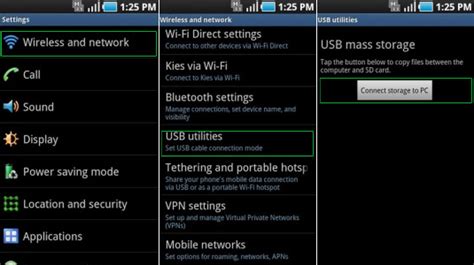 1:25 PM
Settings
Wireless and network
Call
Sound
Display
Power saving mode
Location and security
Applications
1:25 PM
Wireless and network
Wi-Fi Direct settings
Connect to other devices via Wi-Fi Direct
Kies via Wi-Fi
Connect to Kies via Wi-Fi
Bluetooth settings
Manage connections, set device name, and
visibility
USB utilities
Set USB cable connection mode
Tethering and portable hotsp
Share your phone's mobile data connection
via USB or as a portable Wi-Fi hotspot
VPN settings
Set up and manage Virtual Private Networks
(VPNs)
Mobile networks
Set options for roaming, networks, APNs
1:25 PM
USB utilities
USB mass storage
Tap the button below to copy files between the
computer and SD card.
Connect storage to PC